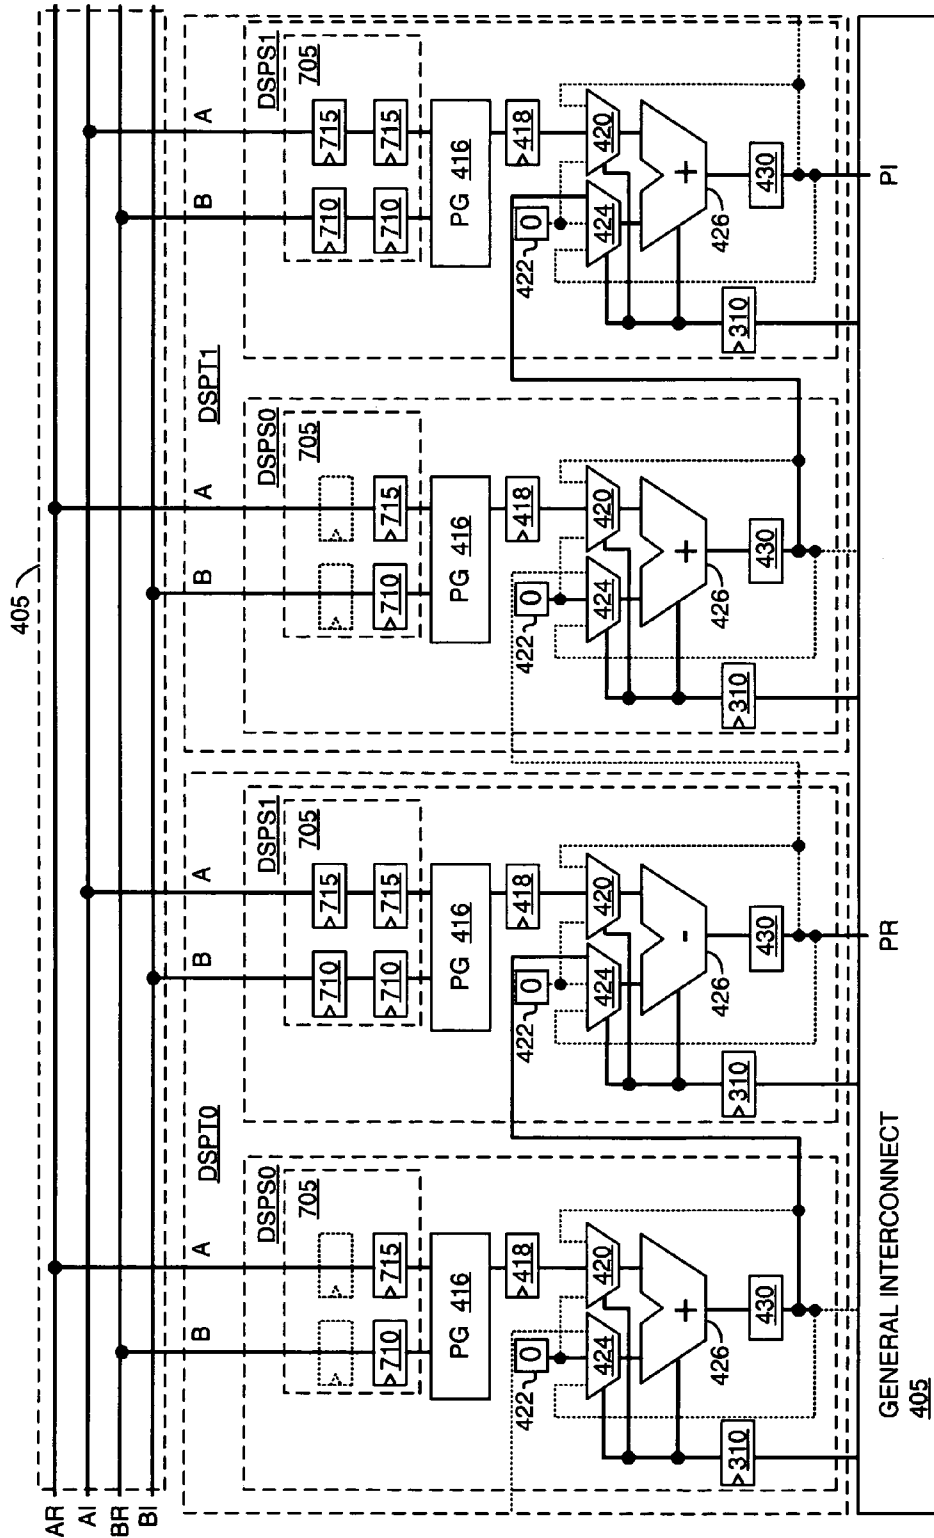 405
AR
AI
BR
BI
B A B A B A B A
DSPT0 DSPT1
DSPS0 DSPS1 DSPS0 DSPS1
705 705 705 705
710 715 710 715
710 715 710 715 710 715 710 715
PG 416 PG 416 PG 416 PG 416
418 418 418 418
422 0 422 0 422 0 422 0
424 420 424 420 424 420 424 420
+ - + +
426 426 426 426
310 430 310 430 310 430 310 430
PR PI
GENERAL INTERCONNECT
405